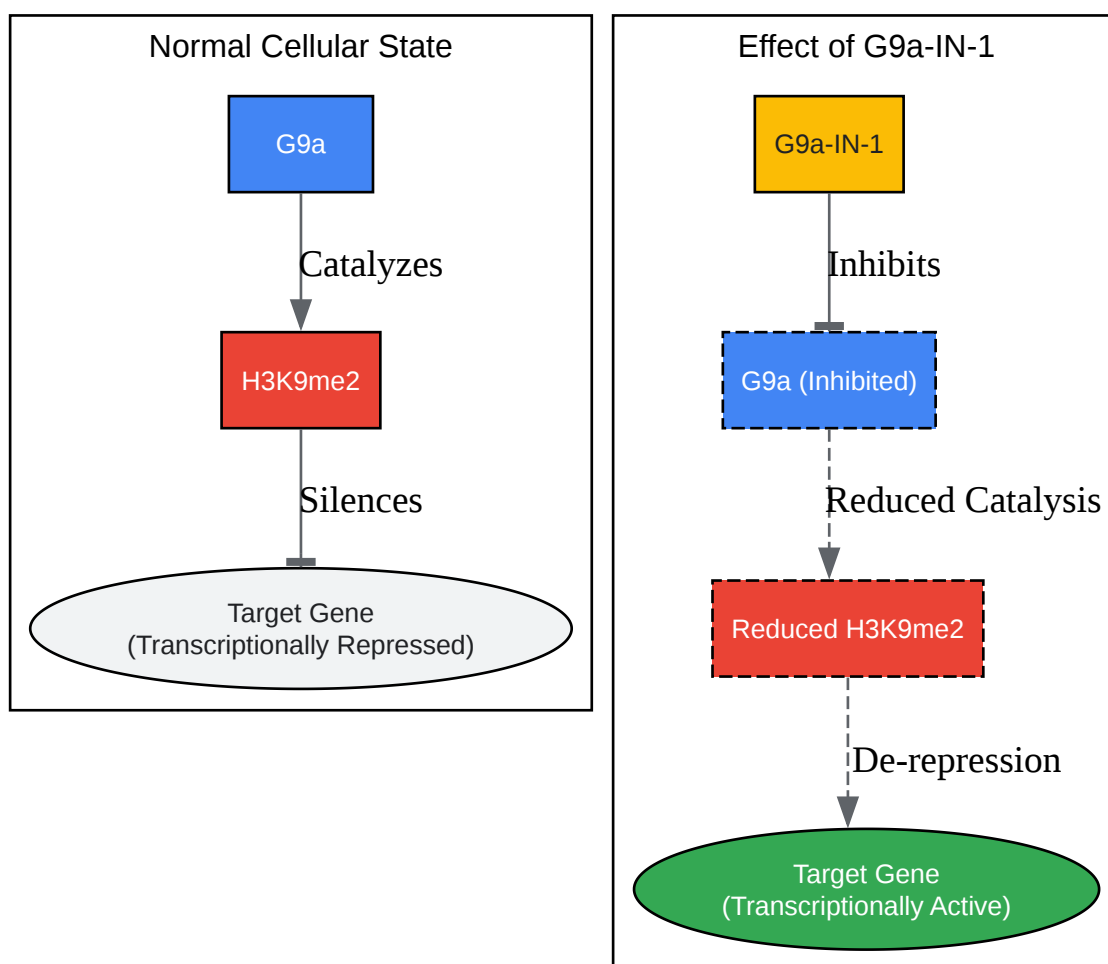 Normal Cellular State
G9a
Catalyzes
H3K9me2
Silences
Target Gene
(Transcriptionally Repressed)
Effect of G9a-IN-1
G9a-IN-1
Inhibits
G9a (Inhibited)
Reduced Catalysis
Reduced H3K9me2
De-repression
Target Gene
(Transcriptionally Active)